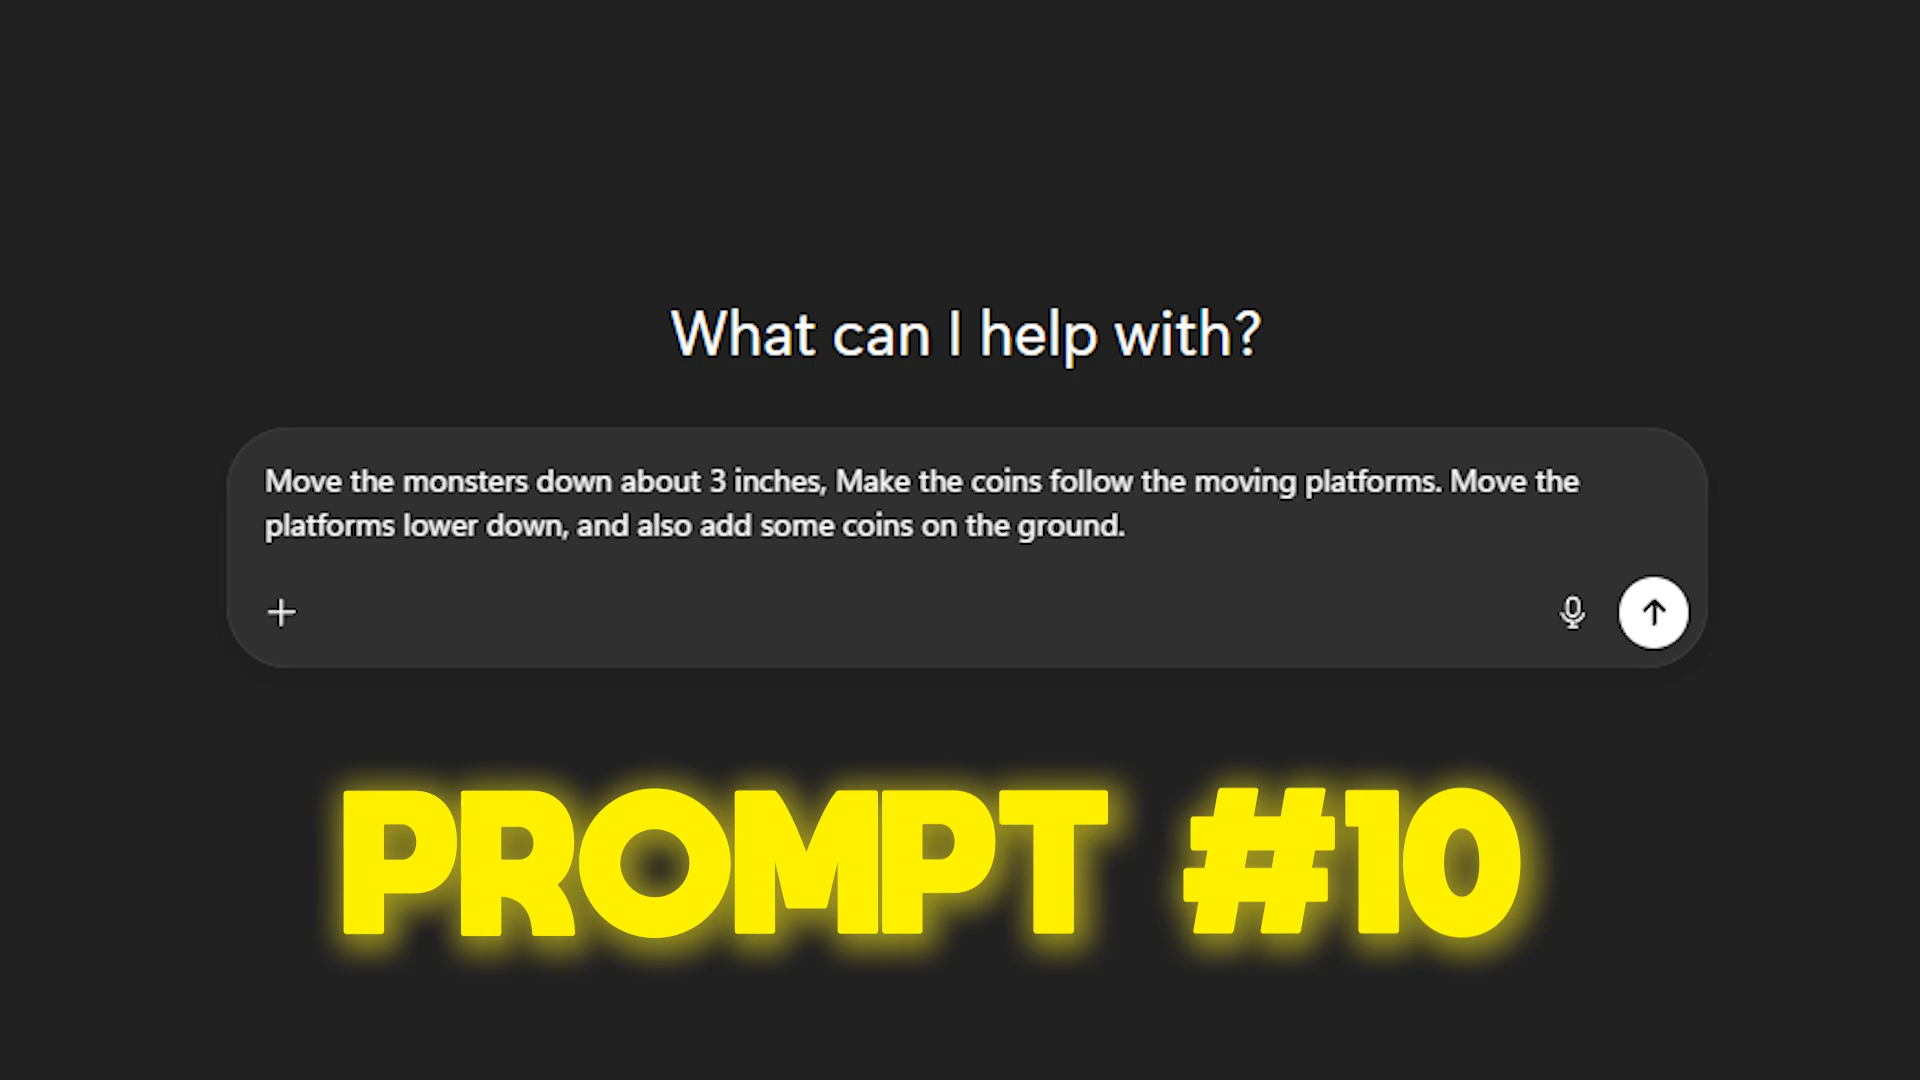 What can I help with?
Move the monsters down about 3 inches, Make the coins follow the moving platforms. Move the
platforms lower down, and also add some coins on the ground.
PROMPT #10